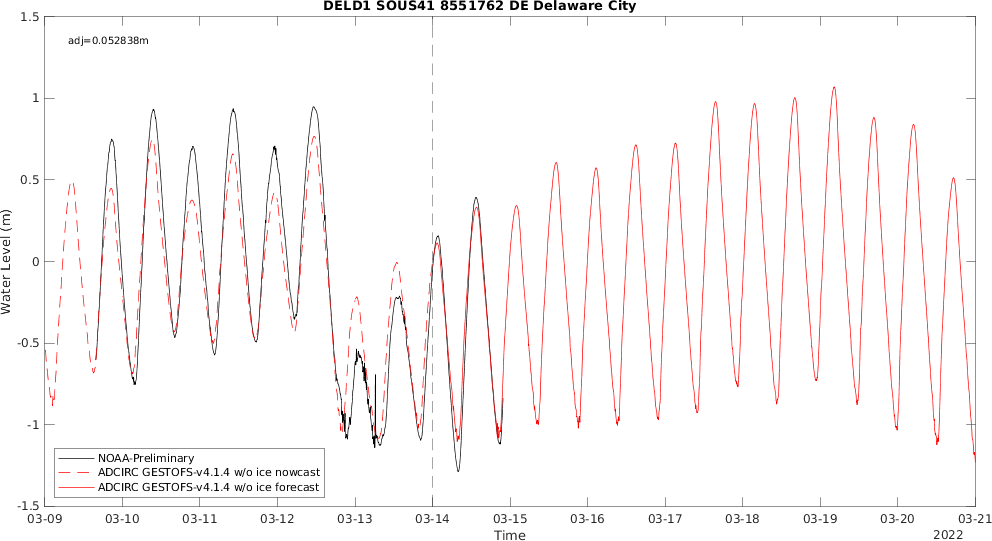 DELD1 SOUS41 8551762 DE Delaware City
adj=0.052838m
1.5
1
0.5
0
-0.5
-1
-1.5
Water Level (m)
NOAA-Preliminary
ADCIRC GESTOFS-v4.1.4 w/o ice nowcast
ADCIRC GESTOFS-v4.1.4 w/o ice forecast
03-09 03-10 03-11 03-12 03-13 03-14 03-15 03-16 03-17 03-18 03-19 03-20 03-21
Time
2022